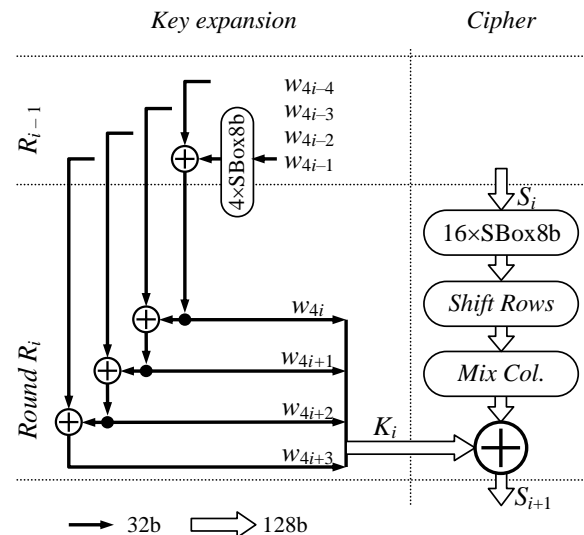 Key expansion
Cipher
R_{i–1}
w_{4i–4}
w_{4i–3}
w_{4i–2}
w_{4i–1}
4×SBox8b
S_i
16×SBox8b
Shift Rows
Mix Col.
Round R_i
w_{4i}
w_{4i+1}
w_{4i+2}
w_{4i+3}
K_i
S_{i+1}
32b
128b